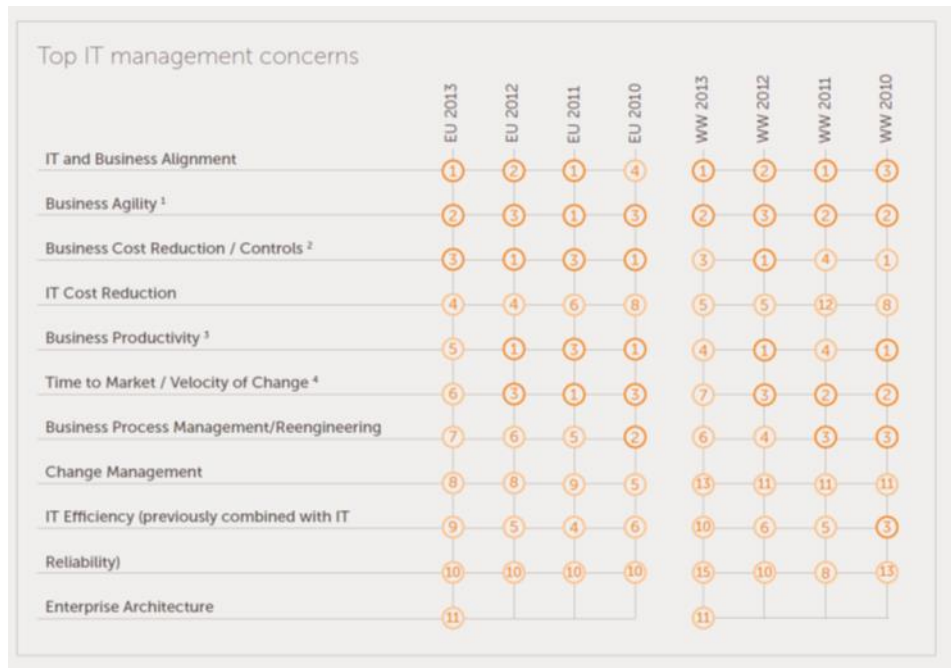 Top IT management concerns
EU 2013 EU 2012 EU 2011 EU 2010 WW 2013 WW 2012 WW 2011 WW 2010
IT and Business Alignment 1 2 1 4 1 2 1 3
Business Agility ¹ 2 3 1 3 2 3 2 2
Business Cost Reduction / Controls ² 3 1 3 1 3 1 4 1
IT Cost Reduction 4 4 6 8 5 5 12 8
Business Productivity ³ 5 1 3 1 4 1 4 1
Time to Market / Velocity of Change ⁴ 6 3 1 3 7 3 2 2
Business Process Management/Reengineering 7 6 5 2 6 4 3 3
Change Management 8 8 9 5 13 11 11 11
IT Efficiency (previously combined with IT 9 5 4 6 10 6 5 3
Reliability) 10 10 10 10 15 10 8 13
Enterprise Architecture 11 11